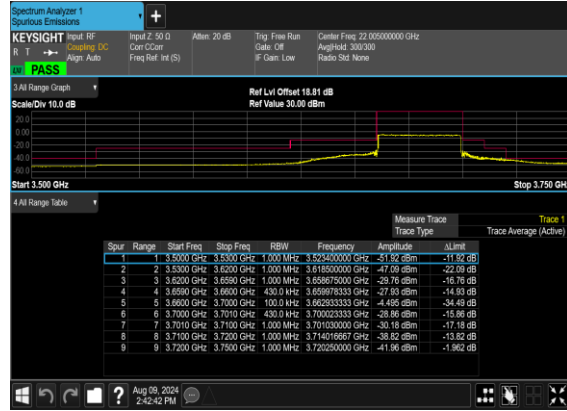 Spectrum Analyzer 1
Spurious Emissions
KEYSIGHT Input: RF Input Z: 50 Ω Atten: 20 dB Trig: Free Run Center Freq: 22.005000000 GHz
R T Coupling: DC Corr CCorr Gate: Off Avg|Hold: 300/300
Align: Auto Freq Ref: Int (S) IF Gain: Low Radio Std: None
LW PASS
3 All Range Graph
Ref Lvl Offset 18.81 dB
Scale/Div 10.0 dB Ref Value 30.00 dBm
20.0
0.00
-20.0
-40.0
-60.0
Start 3.500 GHz Stop 3.750 GHz
4 All Range Table
Measure Trace Trace 1
Trace Type Trace Average (Active)
Spur Range Start Freq Stop Freq RBW Frequency Amplitude ΔLimit
1 1 3.5000 GHz 3.5300 GHz 1.000 MHz 3.523400000 GHz -51.92 dBm -11.92 dB
2 2 3.5300 GHz 3.6200 GHz 1.000 MHz 3.618500000 GHz -47.09 dBm -22.09 dB
3 3 3.6200 GHz 3.6590 GHz 1.000 MHz 3.658675000 GHz -29.76 dBm -16.76 dB
4 4 3.6590 GHz 3.6600 GHz 430.0 kHz 3.659978333 GHz -27.93 dBm -14.93 dB
5 5 3.6600 GHz 3.7000 GHz 100.0 kHz 3.662933333 GHz -4.495 dBm -34.49 dB
6 6 3.7000 GHz 3.7010 GHz 430.0 kHz 3.700023333 GHz -28.86 dBm -15.86 dB
7 7 3.7010 GHz 3.7100 GHz 1.000 MHz 3.701030000 GHz -30.18 dBm -17.18 dB
8 8 3.7100 GHz 3.7200 GHz 1.000 MHz 3.714016667 GHz -38.82 dBm -13.82 dB
9 9 3.7200 GHz 3.7500 GHz 1.000 MHz 3.720250000 GHz -41.96 dBm -1.962 dB
? Aug 09, 2024
2:42:42 PM